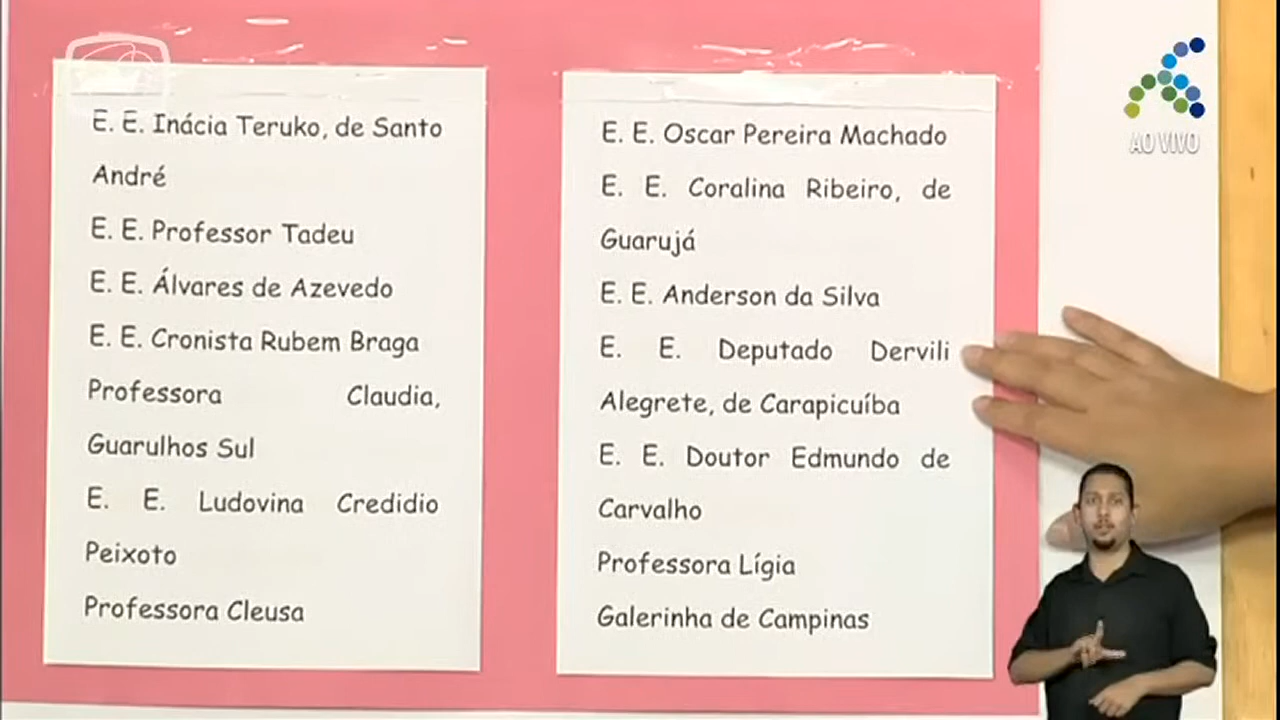 E. E. Inácia Teruko, de Santo
André
E. E. Professor Tadeu
E. E. Álvares de Azevedo
E. E. Cronista Rubem Braga
Professora Claudia,
Guarulhos Sul
E. E. Ludovina Credidio
Peixoto
Professora Cleusa
E. E. Oscar Pereira Machado
E. E. Coralina Ribeiro, de
Guarujá
E. E. Anderson da Silva
E. E. Deputado Dervili
Alegrete, de Carapicuíba
E. E. Doutor Edmundo de
Carvalho
Professora Lígia
Galerinha de Campinas
AO VIVO